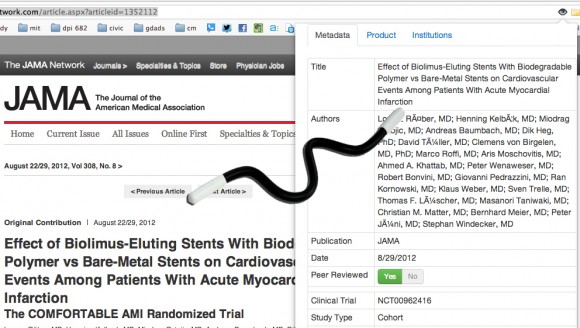 twork.com/article.aspx?articleid=1352112
mit
dpi 682
civic
gdads
CMS
The JAMA Network
Journals >
Specialties & Topics
Store
Physician Jobs
JAMA
The Journal of the
American Medical Association
Home
Current Issue
All Issues
Online First
Specialties & Topics
August 22/29, 2012, Vol 308, No. 8 >
< Previous Article
Article >
Original Contribution | August 22/29, 2012
Effect of Biolimus-Eluting Stents With Biod
Polymer vs Bare-Metal Stents on Cardiovascular
Events Among Patients With Acute Myocard
Infarction
The COMFORTABLE AMI Randomized Trial
Metadata
Product
Institutions
Title
Effect of Biolimus-Eluting Stents With Biodegradable
Polymer vs Bare-Metal Stents on Cardiovascular
Events Among Patients With Acute Myocardial
Infarction
Authors
RÃ¤ber, MD; Henning KelbÃ¦k, MD; Miodrag
MD; Andreas Baumbach, MD; Dik Heg,
PhD; David TÃ¼ller, MD; Clemens von Birgelen,
MD, PhD; Marco Roffi, MD; Aris Moschovitis, MD;
Ahmed A. Khattab, MD; Peter Wenaweser, MD;
Robert Bonvini, MD; Giovanni Pedrazzini, MD; Ran
Kornowski, MD; Klaus Weber, MD; Sven Trelle, MD;
Thomas F. LÃ¼scher, MD; Masanori Taniwaki, MD;
Christian M. Matter, MD; Bernhard Meier, MD; Peter
JÃ¼ni, MD; Stephan Windecker, MD
Publication
JAMA
Date
8/29/2012
Peer Reviewed
Yes
No
Clinical Trial
NCT00962416
Study Type
Cohort